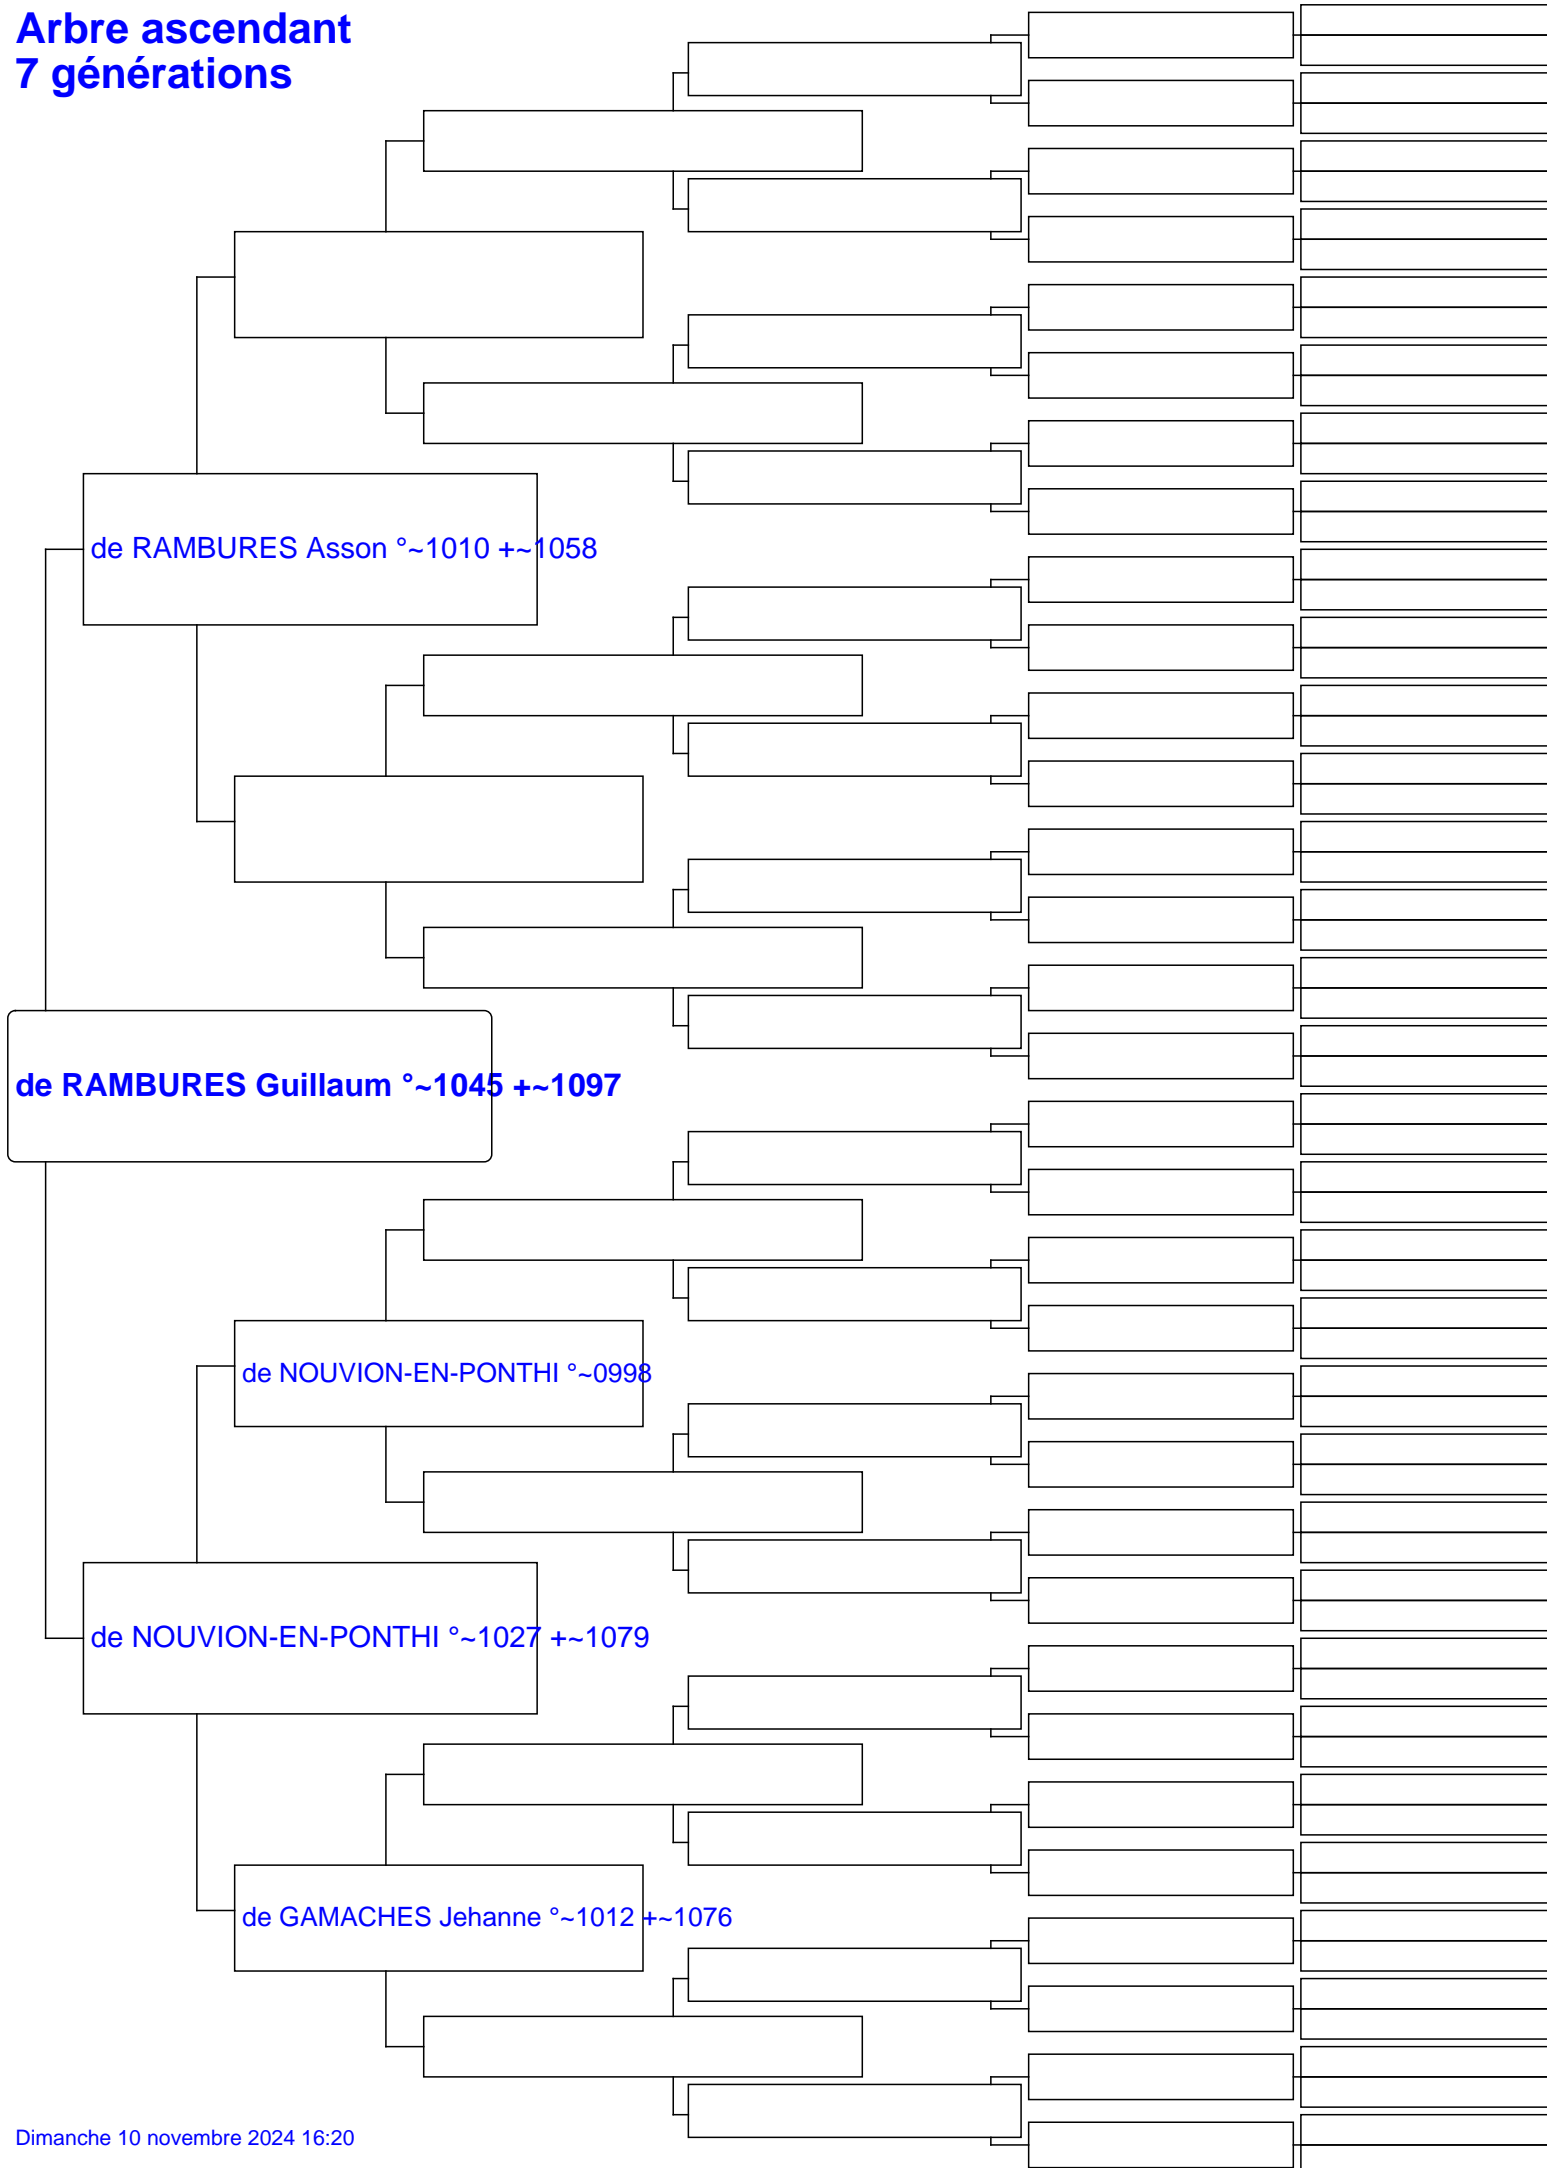 Arbre ascendant
7 générations
de RAMBURES Asson °~1010 +~1058
de RAMBURES Guillaum °~1045 +~1097
de NOUVION-EN-PONTHI °~0998
de NOUVION-EN-PONTHI °~1027 +~1079
de GAMACHES Jehanne °~1012 +~1076
Dimanche 10 novembre 2024 16:20